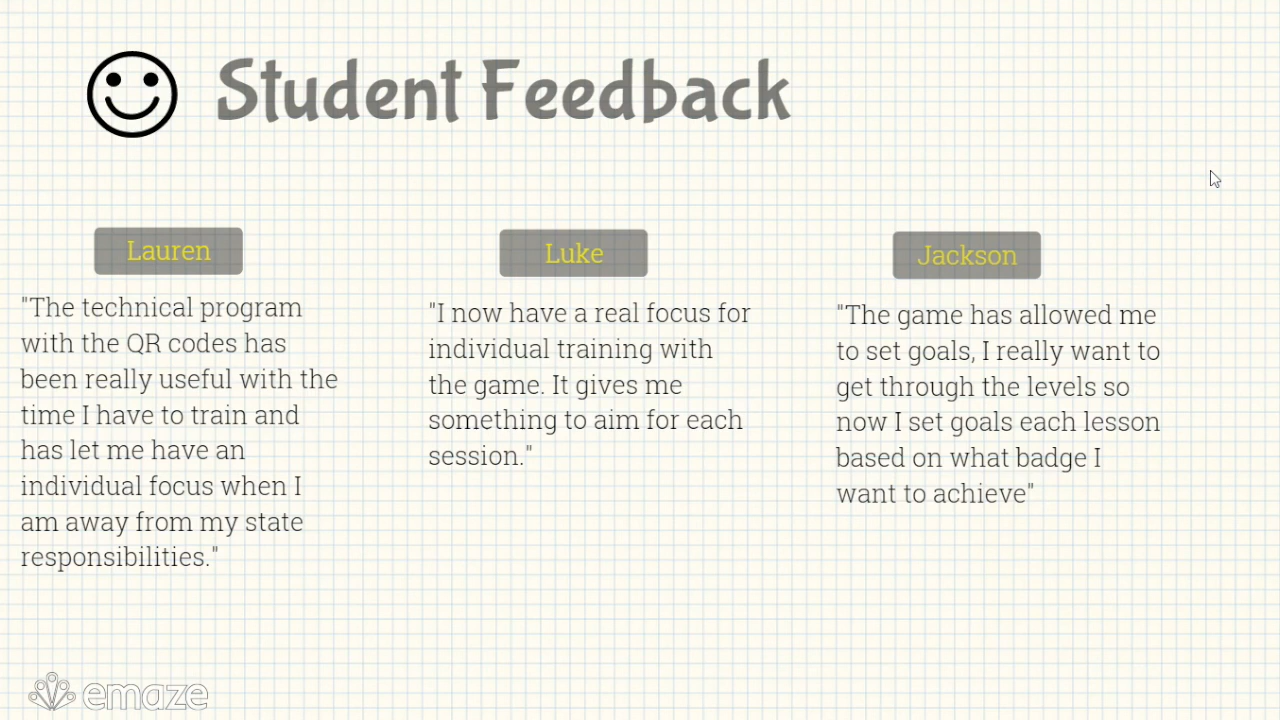 Student Feedback
Lauren
"The technical program
with the QR codes has
been really useful with the
time I have to train and
has let me have an
individual focus when I
am away from my state
responsibilities."
Luke
"I now have a real focus for
individual training with
the game. It gives me
something to aim for each
session."
Jackson
"The game has allowed me
to set goals, I really want to
get through the levels so
now I set goals each lesson
based on what badge I
want to achieve"
emaze